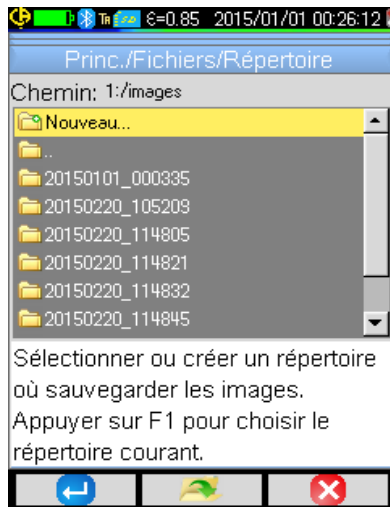 ε=0.85 2015/01/01 00:26:12
Princ./Fichiers/Répertoire
Chemin: 1:/images
Nouveau...
..
20150101_000335
20150220_105209
20150220_114805
20150220_114821
20150220_114832
20150220_114845
Sélectionner ou créer un répertoire
où sauvegarder les images.
Appuyer sur F1 pour choisir le
répertoire courant.